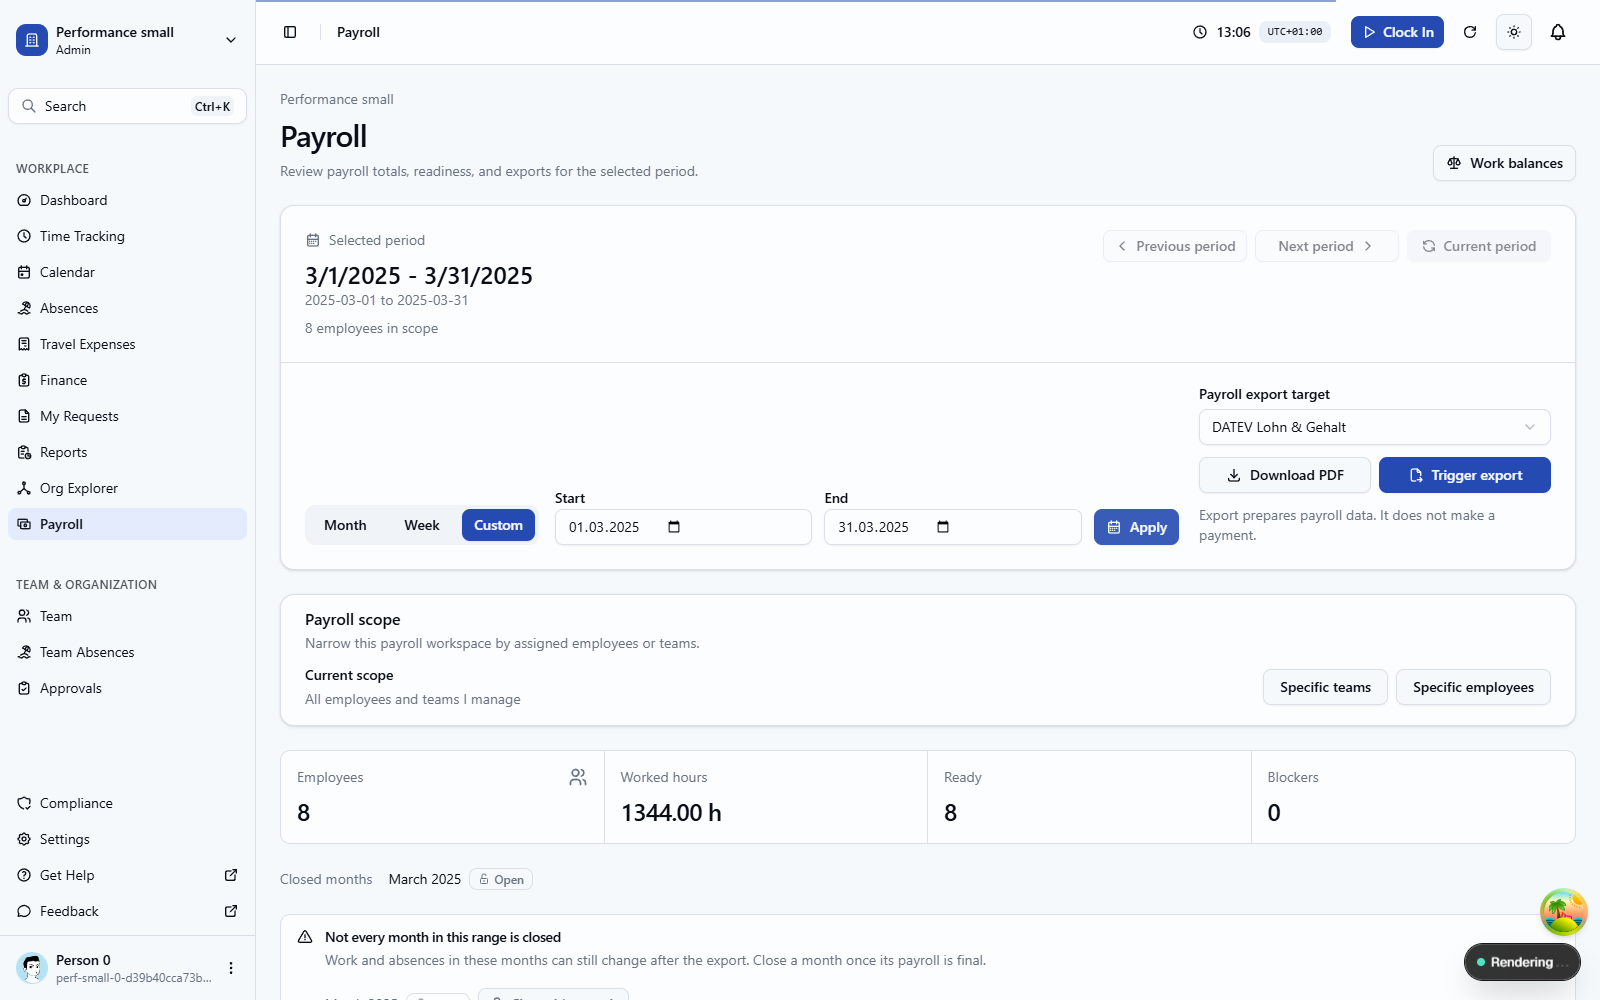 Performance small
Admin
Search
Ctrl+K
WORKPLACE
Dashboard
Time Tracking
Calendar
Absences
Travel Expenses
Finance
My Requests
Reports
Org Explorer
Payroll
TEAM & ORGANIZATION
Team
Team Absences
Approvals
Compliance
Settings
Get Help
Feedback
Person 0
perf-small-0-d39b40cca73b...
Payroll
13:06
UTC+01:00
Clock In
Performance small
Payroll
Review payroll totals, readiness, and exports for the selected period.
Work balances
Selected period
3/1/2025 - 3/31/2025
2025-03-01 to 2025-03-31
8 employees in scope
Previous period
Next period
Current period
Month
Week
Custom
Start
01.03.2025
End
31.03.2025
Apply
Payroll export target
DATEV Lohn & Gehalt
Download PDF
Trigger export
Export prepares payroll data. It does not make a
payment.
Payroll scope
Narrow this payroll workspace by assigned employees or teams.
Current scope
All employees and teams I manage
Specific teams
Specific employees
Employees
8
Worked hours
1344.00 h
Ready
8
Blockers
0
Closed months
March 2025
Open
Not every month in this range is closed
Work and absences in these months can still change after the export. Close a month once its payroll is final.
Rendering...